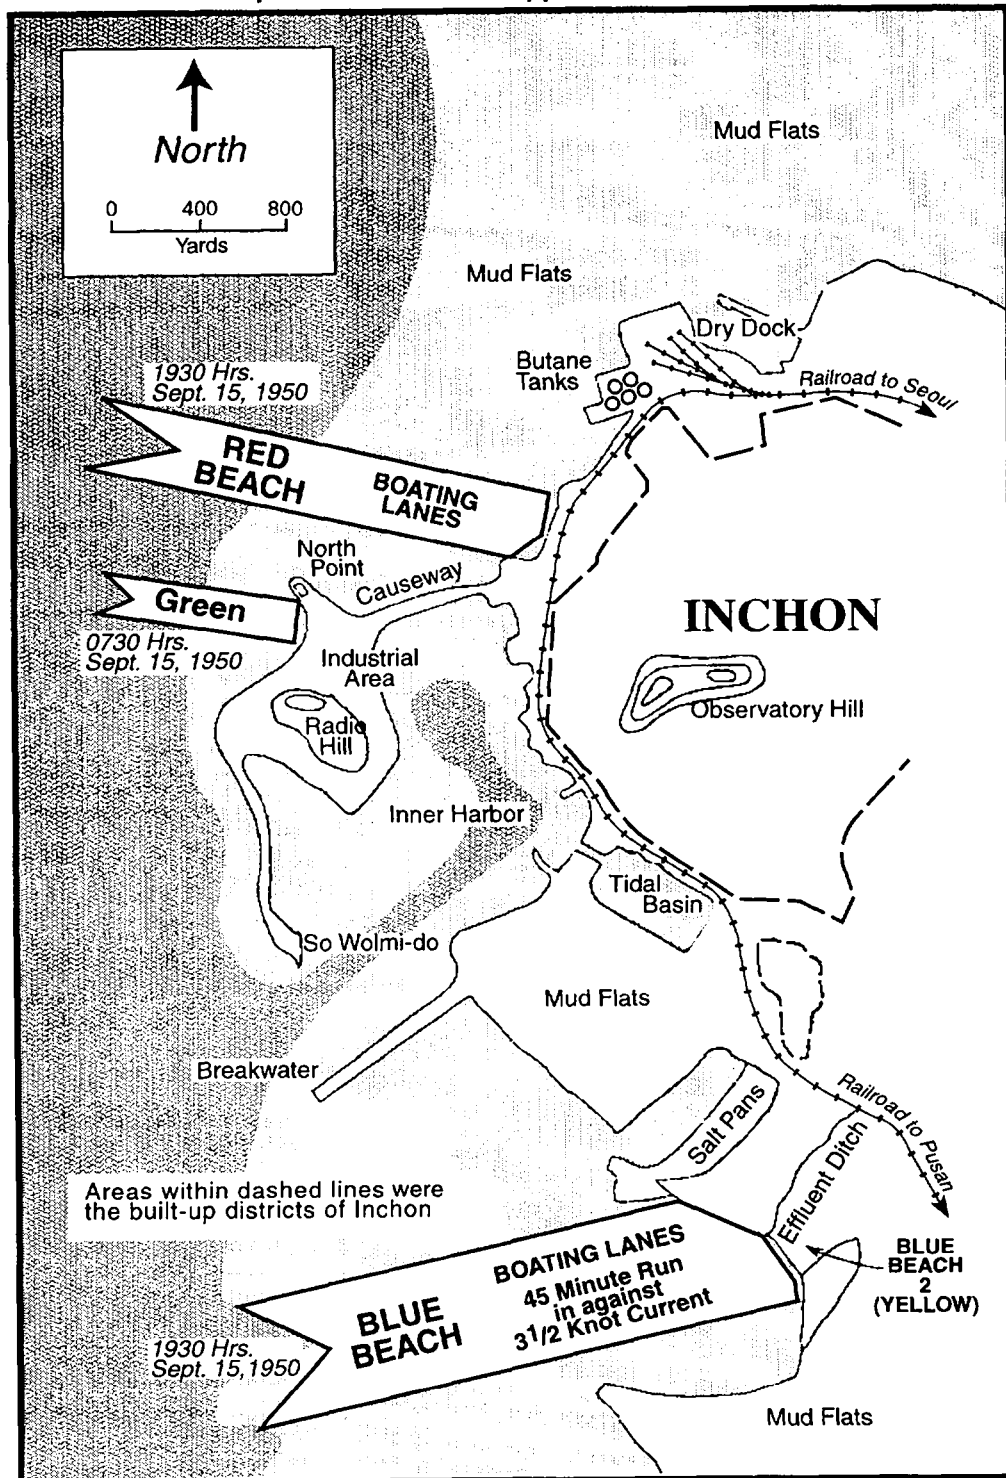 North
0 400 800
Yards
Mud Flats
Mud Flats
Dry Dock
Butane
Tanks
Railroad to Seoul
1930 Hrs.
Sept. 15, 1950
RED
BEACH
BOATING
LANES
North
Point
Causeway
Green
0730 Hrs.
Sept. 15, 1950
INCHON
Industrial
Area
Radio
Hill
Observatory Hill
Inner Harbor
Tidal
Basin
So Wolmi-do
Mud Flats
Breakwater
Railroad to Pusan
Salt Pans
Effluent Ditch
Areas within dashed lines were
the built-up districts of Inchon
BLUE
BEACH
2
(YELLOW)
BOATING LANES
45 Minute Run
in against
3 1/2 Knot Current
BLUE
BEACH
1930 Hrs.
Sept. 15,1950
Mud Flats